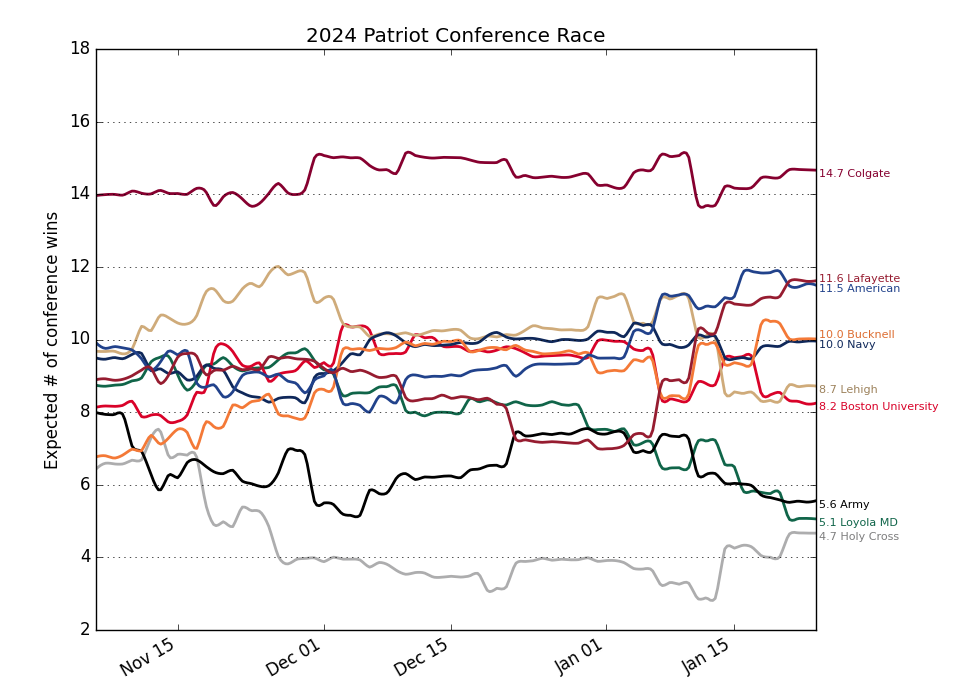 2024 Patriot Conference Race
Expected # of conference wins
18
16
14
12
10
8
6
4
2
14.7 Colgate
11.6 Lafayette
11.5 American
10.0 Bucknell
10.0 Navy
8.7 Lehigh
8.2 Boston University
5.6 Army
5.1 Loyola MD
4.7 Holy Cross
Nov 15
Dec 01
Dec 15
Jan 01
Jan 15